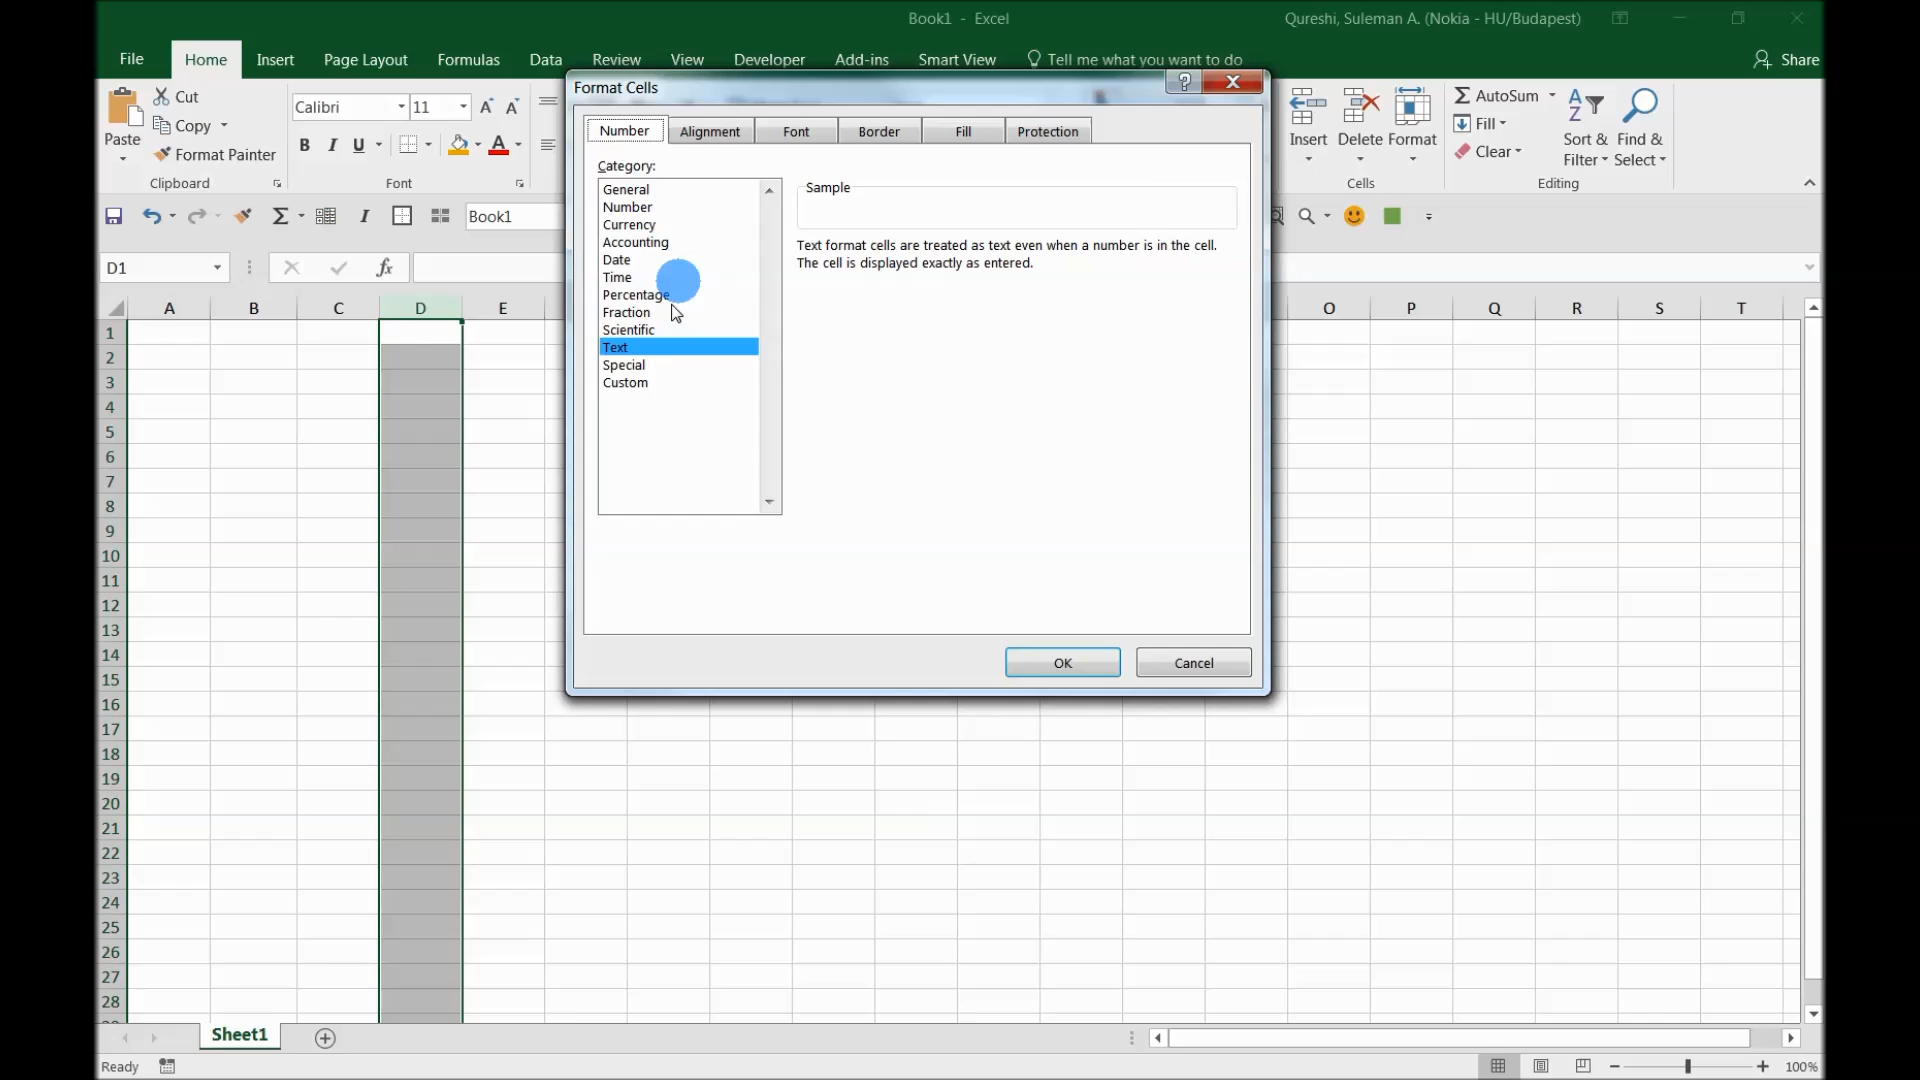 Book1 - Excel
Qureshi, Suleman A. (Nokia - HU/Budapest)
File Home Insert Page Layout Formulas Data Review View Developer Add-ins Smart View Tell me what you want to do Share
Paste
Cut
Copy
Format Painter
Clipboard
Calibri 11
B I U A
Font
Format Cells
Number Alignment Font Border Fill Protection
Category:
General
Number
Currency
Accounting
Date
Time
Percentage
Fraction
Scientific
Text
Special
Custom
Sample
Text format cells are treated as text even when a number is in the cell.
The cell is displayed exactly as entered.
OK Cancel
Insert Delete Format
Cells
AutoSum
Fill
Clear
Sort &
Filter
Find &
Select
Editing
Book1
D1
fx
A B C D E O P Q R S T
1
2
3
4
5
6
7
8
9
10
11
12
13
14
15
16
17
18
19
20
21
22
23
24
25
26
27
28
Sheet1
Ready
100%